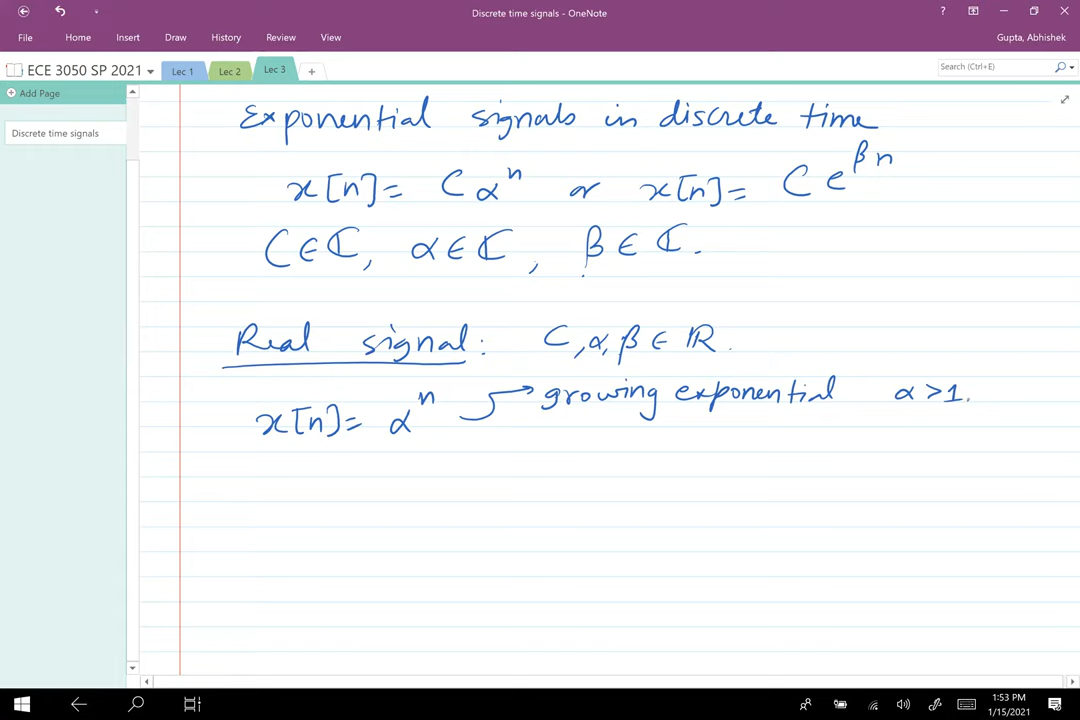 Discrete time signals - OneNote
?
File Home Insert Draw History Review View Gupta, Abhishek
ECE 3050 SP 2021 Lec 1 Lec 2 Lec 3 + Search (Ctrl+E)
Add Page
Discrete time signals
Exponential signals in discrete time
x[n]= Cαⁿ or x[n]= C e^{βn}
C∈ℂ, α∈ℂ, β∈ℂ.
Real signal: C,α,β∈ℝ.
x[n]= αⁿ → growing exponential α>1.
1:53 PM
1/15/2021